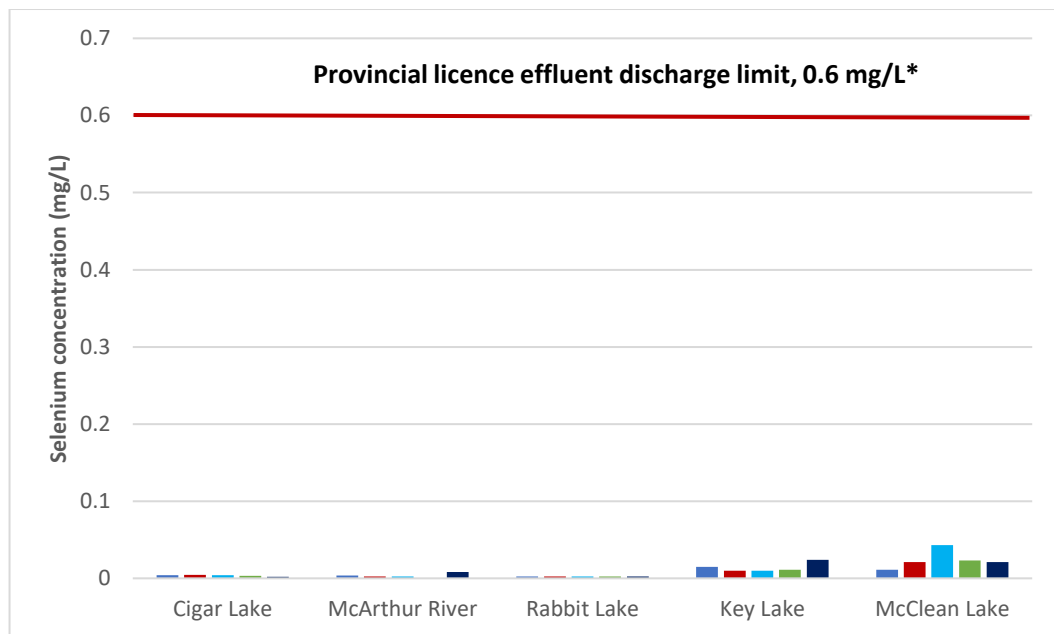 0.7
Provincial licence effluent discharge limit, 0.6 mg/L*
0.6
0.5
0.4
0.3
0.2
0.1
0
Selenium concentration (mg/L)
Cigar Lake
McArthur River
Rabbit Lake
Key Lake
McClean Lake